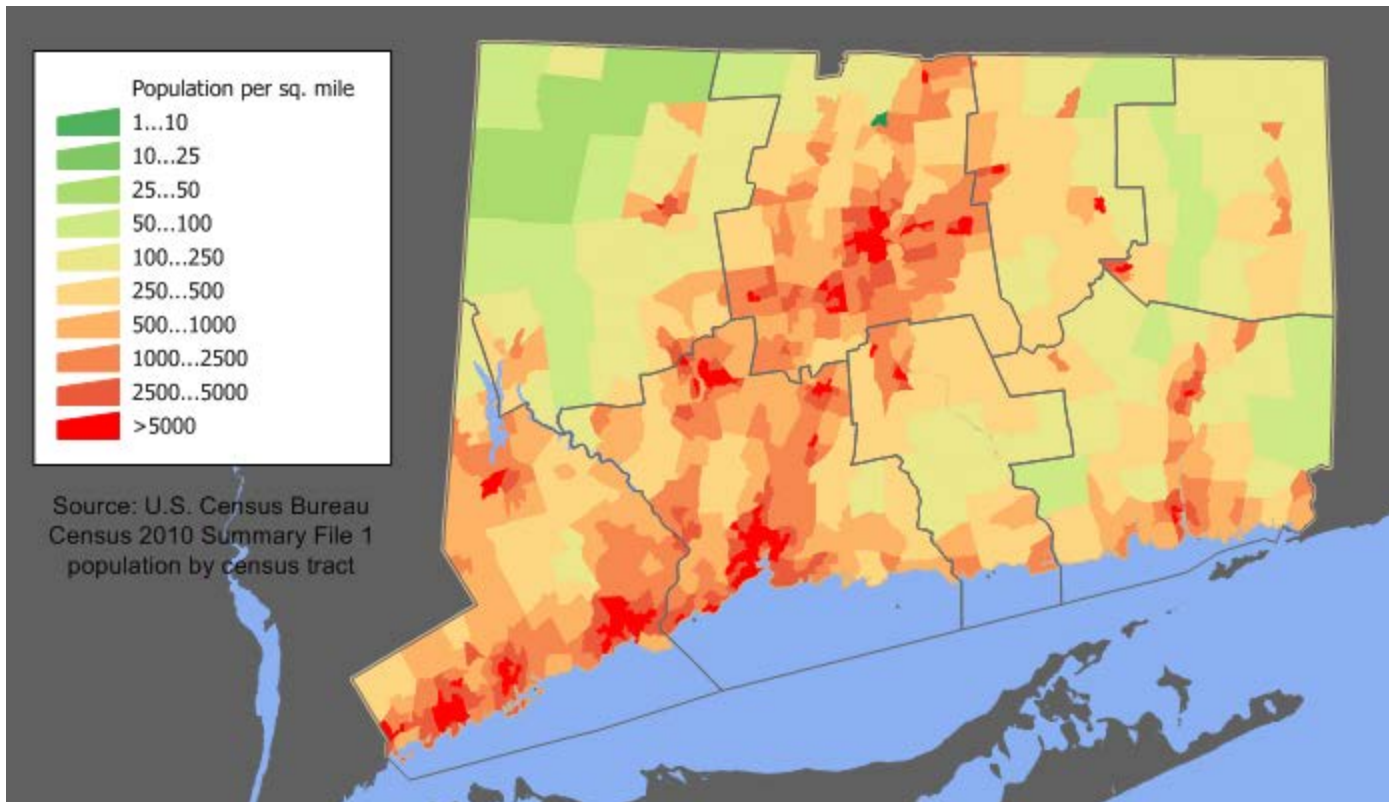 Population per sq. mile
1...10
10...25
25...50
50...100
100...250
250...500
500...1000
1000...2500
2500...5000
>5000
Source: U.S. Census Bureau
Census 2010 Summary File 1
population by census tract